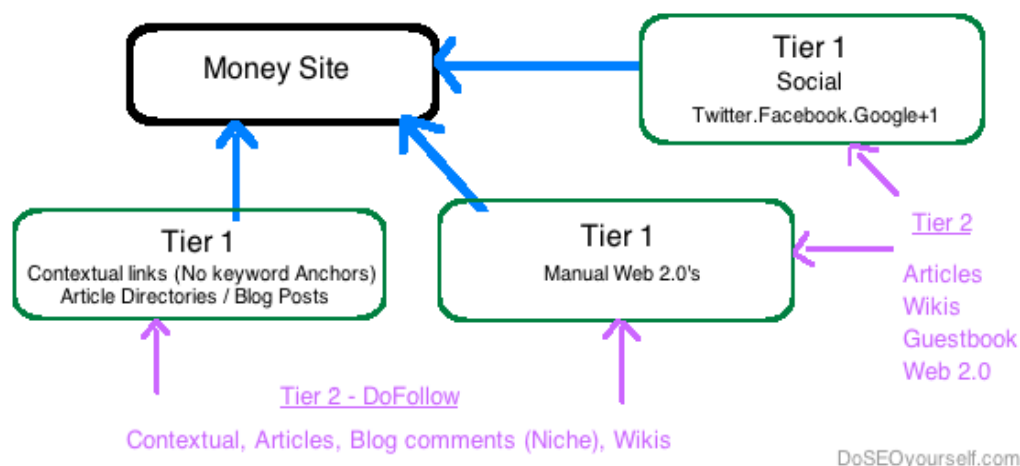 Money Site
Tier 1
Social
Twitter.Facebook.Google+1
Tier 1
Contextual links (No keyword Anchors)
Article Directories / Blog Posts
Tier 1
Manual Web 2.0's
Tier 2
Articles
Wikis
Guestbook
Web 2.0
Tier 2 - DoFollow
Contextual, Articles, Blog comments (Niche), Wikis
DoSEOyourself.com